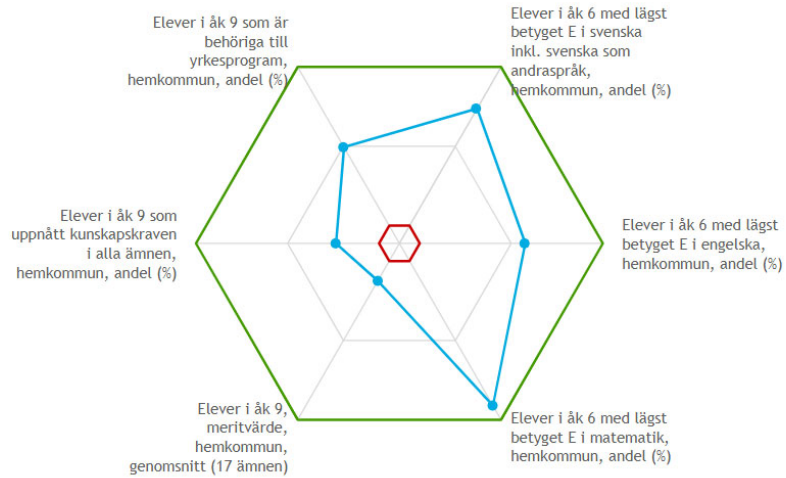 Elever i åk 9 som är
behöriga till
yrkesprogram,
hemkommun, andel (%)
Elever i åk 6 med lägst
betyget E i svenska
inkl. svenska som
andraspråk,
hemkommun, andel (%)
Elever i åk 9 som
uppnått kunskapskraven
i alla ämnen,
hemkommun, andel (%)
Elever i åk 6 med lägst
betyget E i engelska,
hemkommun, andel (%)
Elever i åk 9,
meritvärde,
hemkommun,
genomsnitt (17 ämnen)
Elever i åk 6 med lägst
betyget E i matematik,
hemkommun, andel (%)